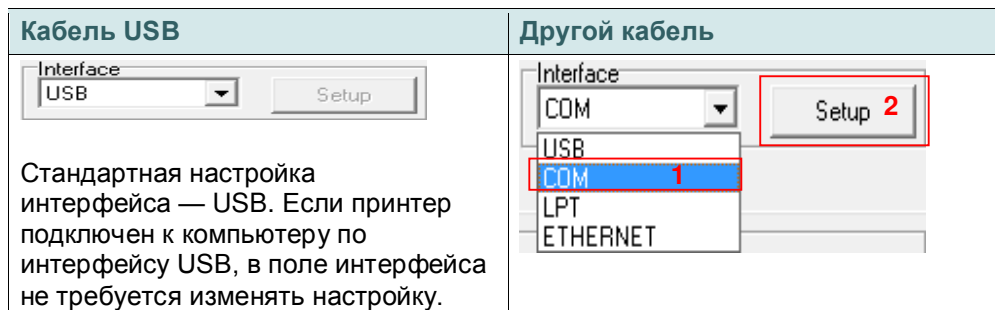 Кабель USB
Другой кабель
Interface
USB
Setup
Стандартная настройка
интерфейса — USB. Если принтер
подключен к компьютеру по
интерфейсу USB, в поле интерфейса
не требуется изменять настройку.
Interface
COM
Setup 2
USB
COM 1
LPT
ETHERNET